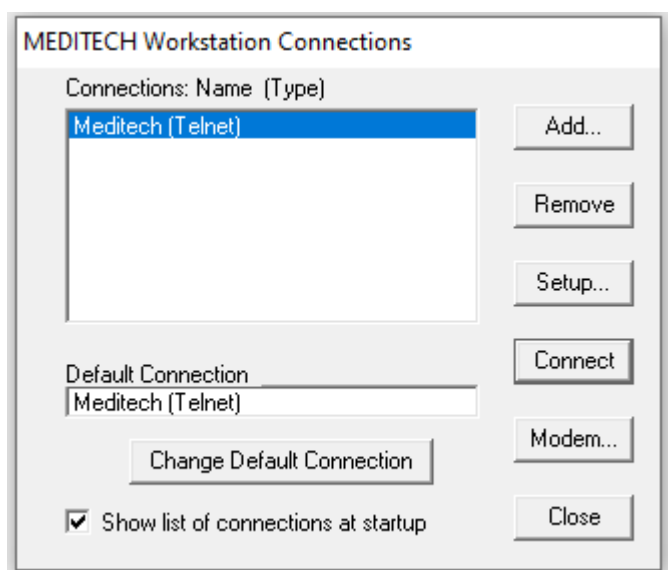 MEDITECH Workstation Connections
Connections: Name (Type)
Meditech (Telnet)
Add...
Remove
Setup...
Connect
Default Connection
Meditech (Telnet)
Modem...
Change Default Connection
Show list of connections at startup
Close